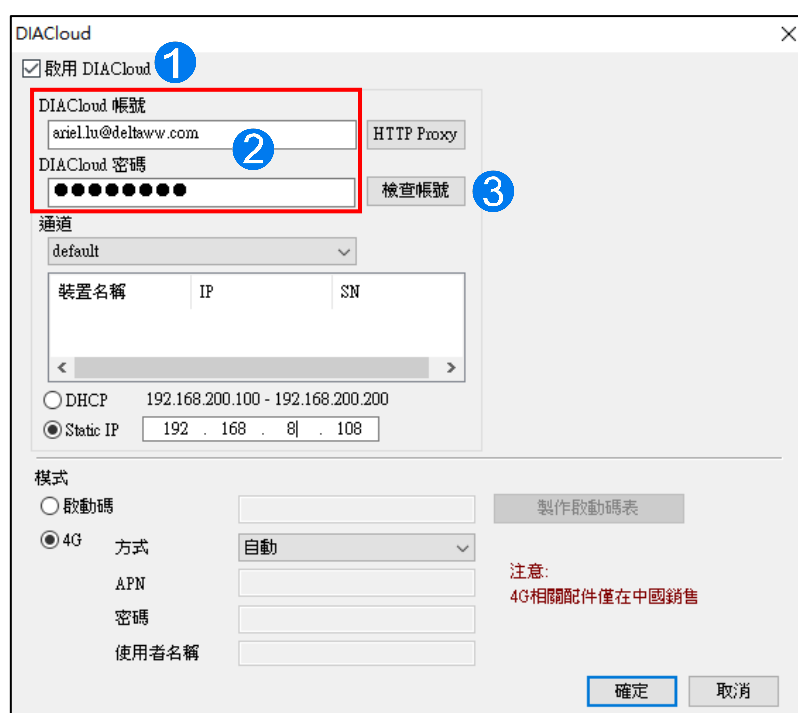 DIACloud
啟用 DIACloud 1
DIACloud 帳號
ariel.lu@deltaww.com
HTTP Proxy
2
DIACloud 密碼
●●●●●●●●
檢查帳號
3
通道
default
裝置名稱 IP SN
DHCP 192.168.200.100 - 192.168.200.200
Static IP 192 . 168 . 8 . 108
模式
啟動碼
製作啟動碼表
4G 方式 自動
APN
注意:
4G相關配件僅在中國銷售
密碼
使用者名稱
確定 取消